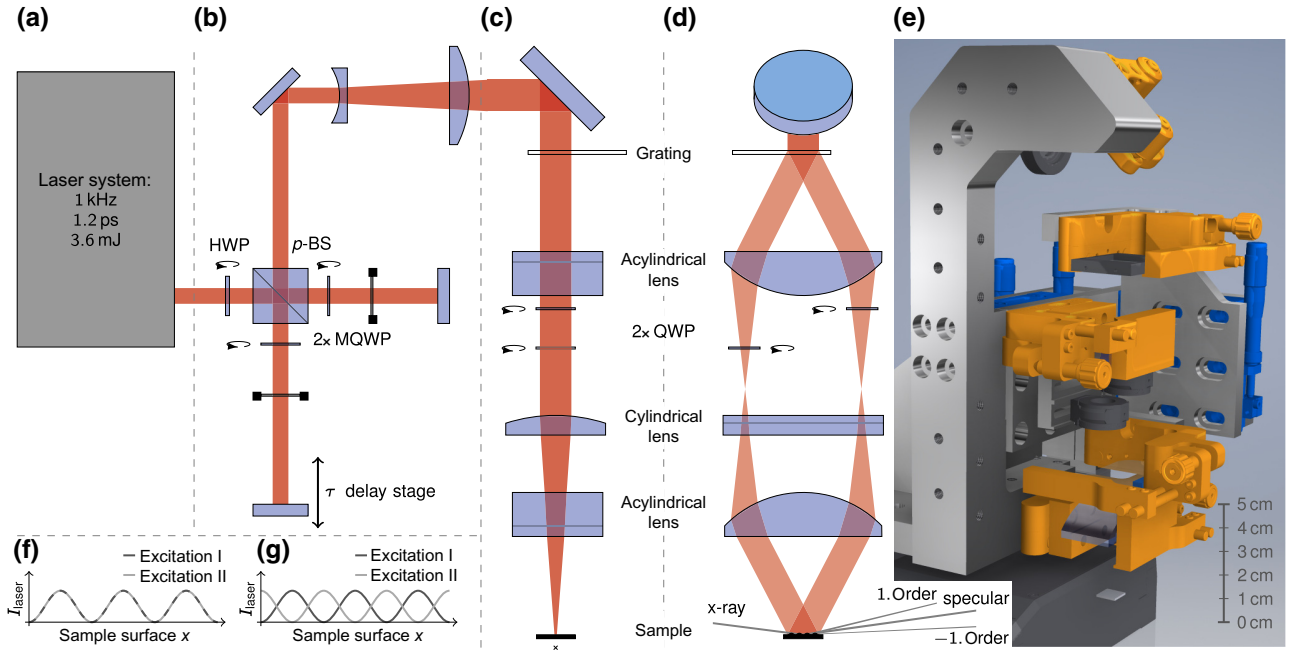 (a)
(b)
(c)
(d)
(e)
Laser system:
1 kHz
1.2 ps
3.6 mJ
HWP
p-BS
2x MQWP
τ delay stage
Grating
Acylindrical
lens
2x QWP
Cylindrical
lens
Acylindrical
lens
Sample
x
x-ray
1.Order
specular
−1.Order
5 cm
4 cm
3 cm
2 cm
1 cm
0 cm
(f)
Excitation I
Excitation II
I_laser
Sample surface x
(g)
Excitation I
Excitation II
I_laser
Sample surface x